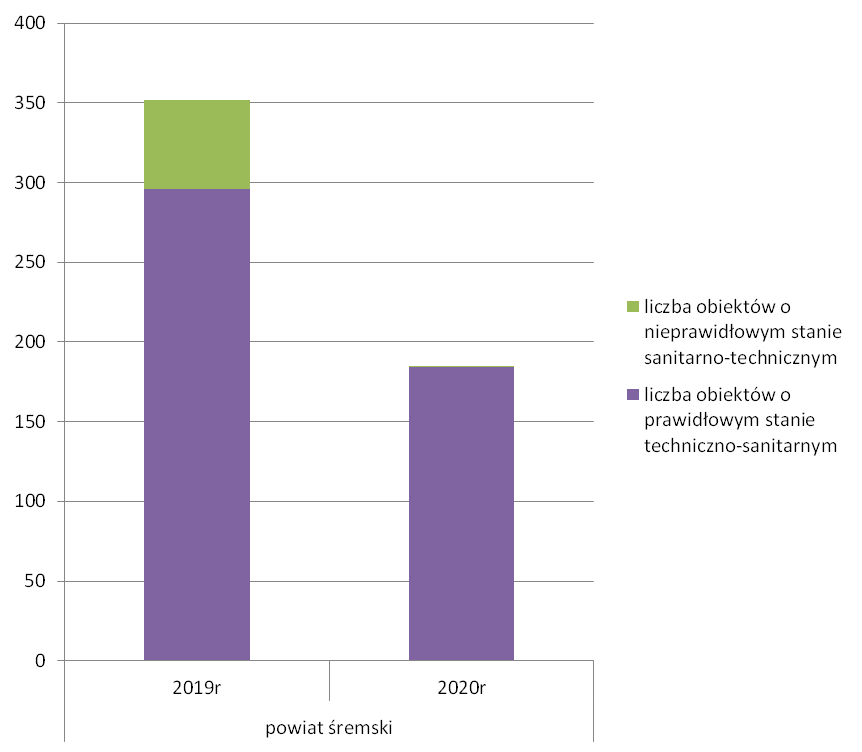 400
350
300
250
200
150
100
50
0
2019r
2020r
powiat śremski
liczba obiektów o
nieprawidłowym stanie
sanitarno-technicznym
liczba obiektów o
prawidłowym stanie
techniczno-sanitarnym